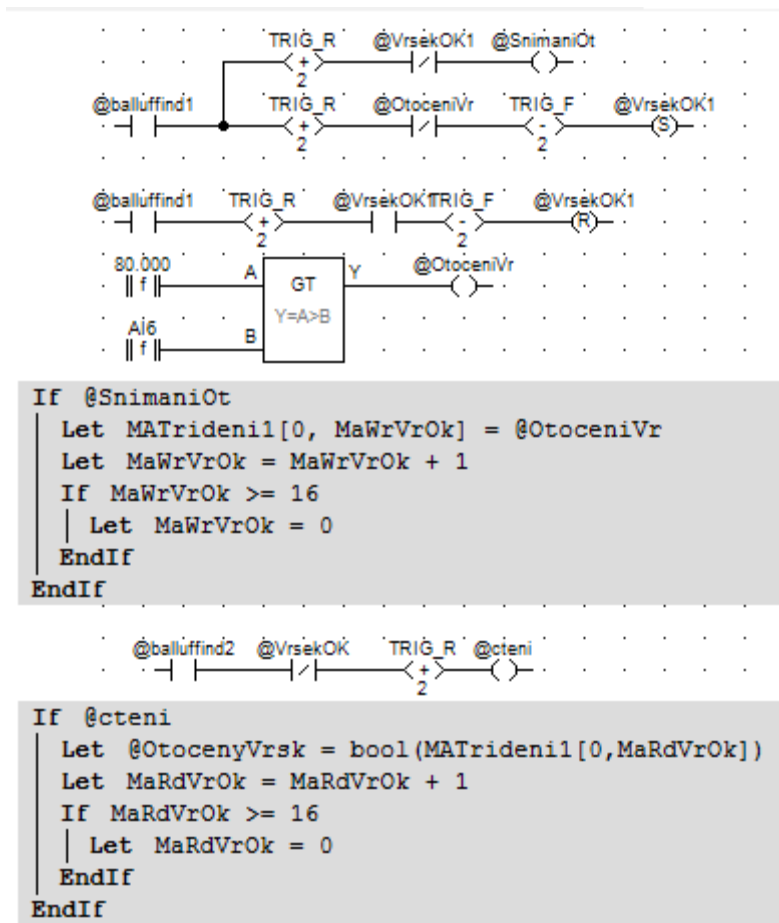 TRIG_R @VrsekOK1 @SnimaniOt
+ /
2
@balluffind1 TRIG_R @OtoceniVr TRIG_F @VrsekOK1
+ / - S
2 2
@balluffind1 TRIG_R @VrsekOK1 TRIG_F @VrsekOK1
+ - R
2 2
80.000 A GT Y @OtoceniVr
f
Y=A>B
AI6 B
f
If @SnimaniOt
Let MATrideni1[0, MaWrVrOk] = @OtoceniVr
Let MaWrVrOk = MaWrVrOk + 1
If MaWrVrOk >= 16
Let MaWrVrOk = 0
EndIf
EndIf
@balluffind2 @VrsekOK TRIG_R @cteni
/ +
2
If @cteni
Let @OtocenyVrsk = bool(MATrideni1[0,MaRdVrOk])
Let MaRdVrOk = MaRdVrOk + 1
If MaRdVrOk >= 16
Let MaRdVrOk = 0
EndIf
EndIf